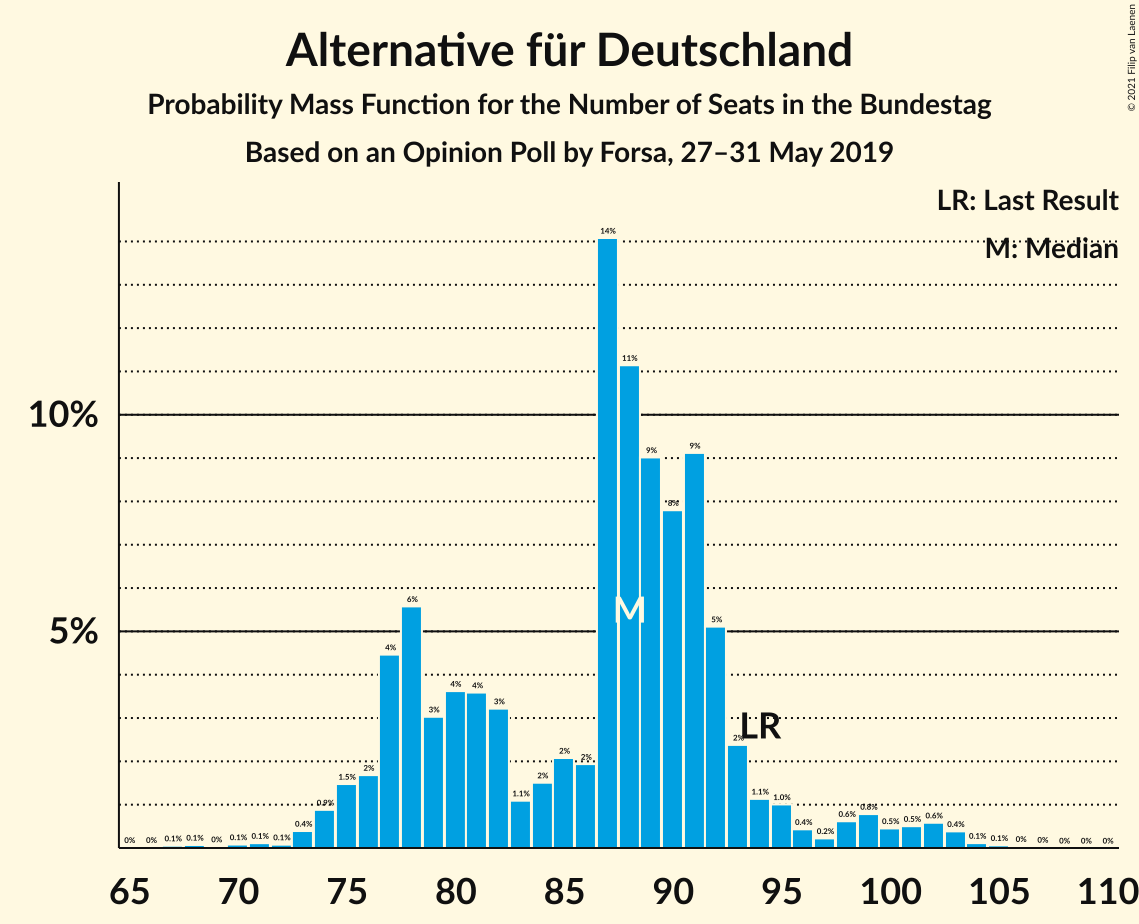 Alternative für Deutschland
Probability Mass Function for the Number of Seats in the Bundestag
Based on an Opinion Poll by Forsa, 27–31 May 2019
© 2021 Filip van Laenen
LR: Last Result
M: Median
10%
5%
0% 0% 0.1% 0.1% 0% 0.1% 0.1% 0.1% 0.4% 0.9% 1.5% 2% 4% 6% 3% 4% 4% 3% 1.1% 2% 2% 2% 14% 11% 9% 8% 9% 5% 2% 1.1% 1.0% 0.4% 0.2% 0.6% 0.8% 0.5% 0.5% 0.6% 0.4% 0.1% 0.1% 0% 0% 0% 0% 0%
M
LR
65 70 75 80 85 90 95 100 105 110